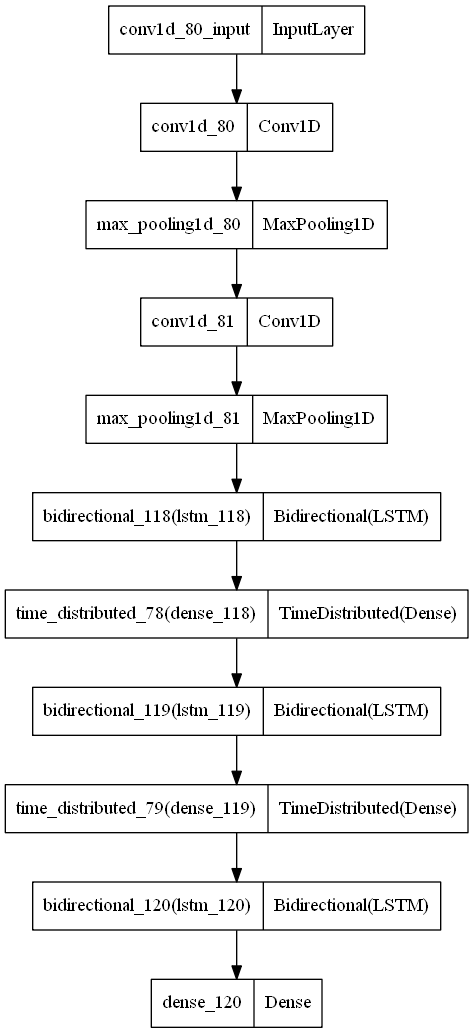 conv1d_80_input InputLayer
conv1d_80 Conv1D
max_pooling1d_80 MaxPooling1D
conv1d_81 Conv1D
max_pooling1d_81 MaxPooling1D
bidirectional_118(lstm_118) Bidirectional(LSTM)
time_distributed_78(dense_118) TimeDistributed(Dense)
bidirectional_119(lstm_119) Bidirectional(LSTM)
time_distributed_79(dense_119) TimeDistributed(Dense)
bidirectional_120(lstm_120) Bidirectional(LSTM)
dense_120 Dense